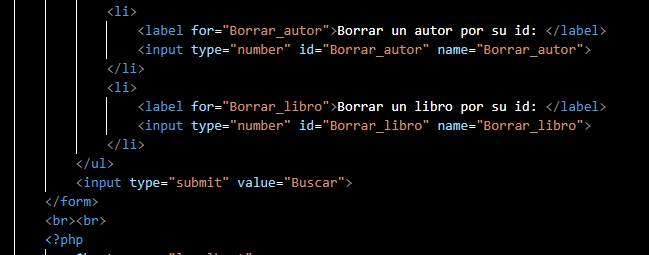 <li>
<label for="Borrar_autor">Borrar un autor por su id: </label>
<input type="number" id="Borrar_autor" name="Borrar_autor">
</li>
<li>
<label for="Borrar_libro">Borrar un libro por su id: </label>
<input type="number" id="Borrar_libro" name="Borrar_libro">
</li>
</ul>
<input type="submit" value="Buscar">
</form>
<br><br>
<?php